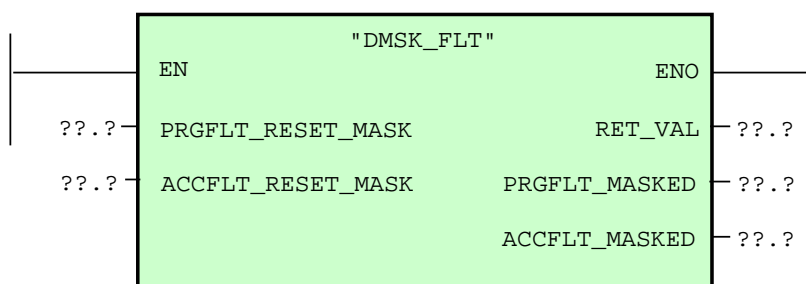 "DMSK_FLT"
EN ENO
??.? PRGFLT_RESET_MASK RET_VAL ??.?
??.? ACCFLT_RESET_MASK PRGFLT_MASKED ??.?
ACCFLT_MASKED ??.?